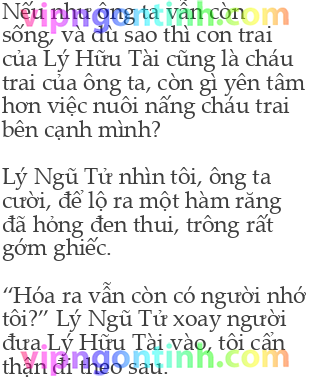 Nếu như ông ta vẫn còn
vipngontinh.com
sống, và dù sao thì con trai
của Lý Hữu Tài cũng là cháu
trai của ông ta, còn gì yên tâm
hơn việc nuôi nấng cháu trai
bên cạnh mình?
Lý Ngũ Tử nhìn tôi, ông ta
cười, để lộ ra một hàm răng
đã hỏng đen thui, trông rất
gớm ghiếc.
“Hóa ra vẫn còn có người nhớ
tôi?” Lý Ngũ Tử xoay người
đưa Lý Hữu Tài vào, tôi cẩn
vipngontinh.com
thận đi theo sau.